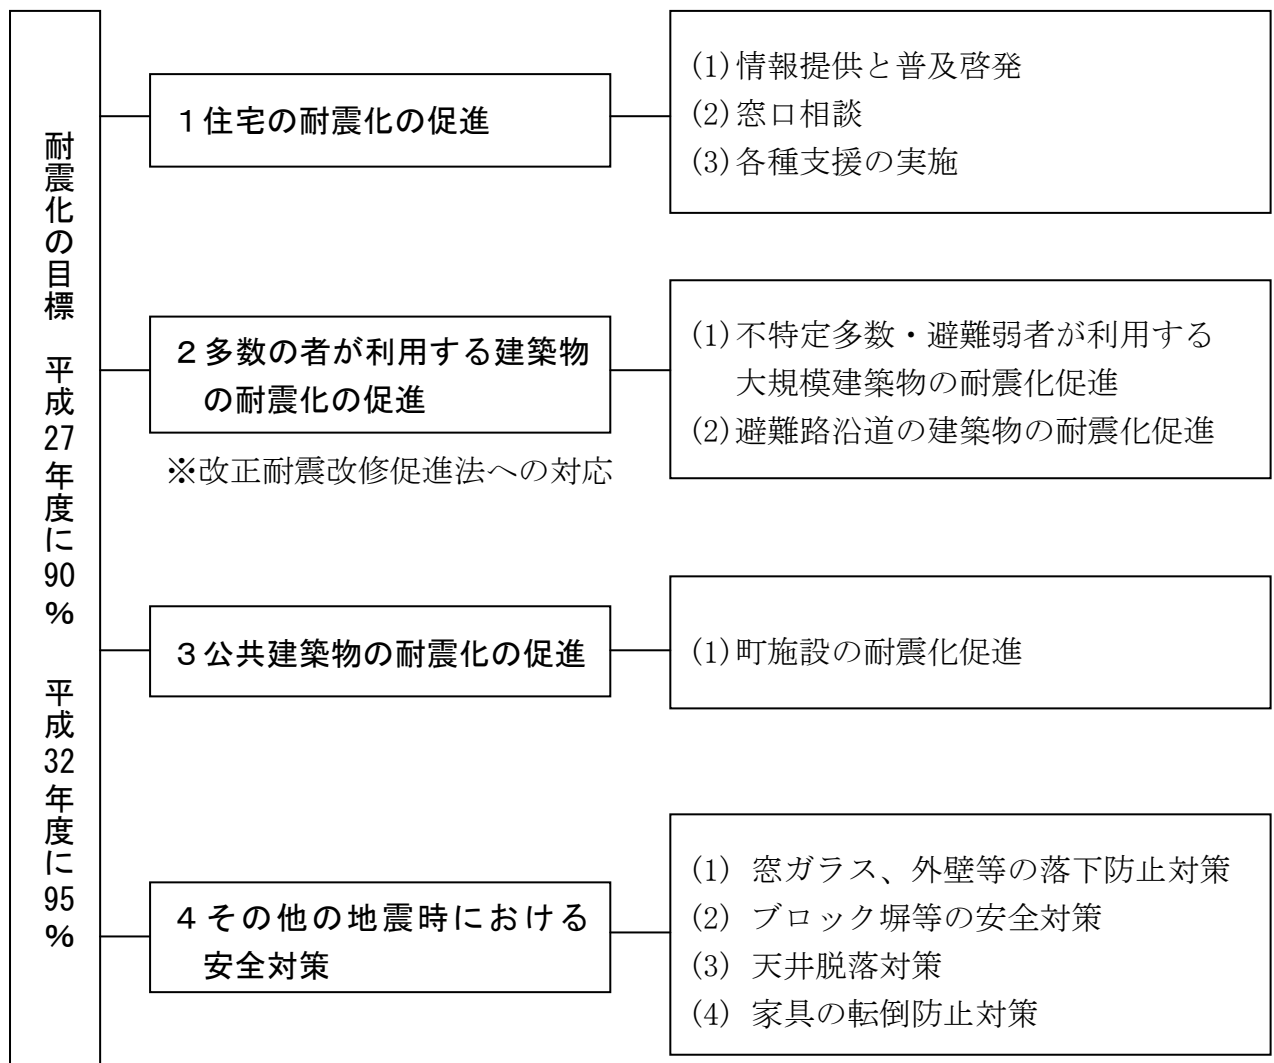 耐震化の目標 平成27年度に90% 平成32年度に95%
1住宅の耐震化の促進
(1)情報提供と普及啓発
(2)窓口相談
(3)各種支援の実施
2多数の者が利用する建築物
の耐震化の促進
※改正耐震改修促進法への対応
(1)不特定多数・避難弱者が利用する
大規模建築物の耐震化促進
(2)避難路沿道の建築物の耐震化促進
3公共建築物の耐震化の促進
(1)町施設の耐震化促進
4その他の地震時における
安全対策
(1) 窓ガラス、外壁等の落下防止対策
(2) ブロック塀等の安全対策
(3) 天井脱落対策
(4) 家具の転倒防止対策